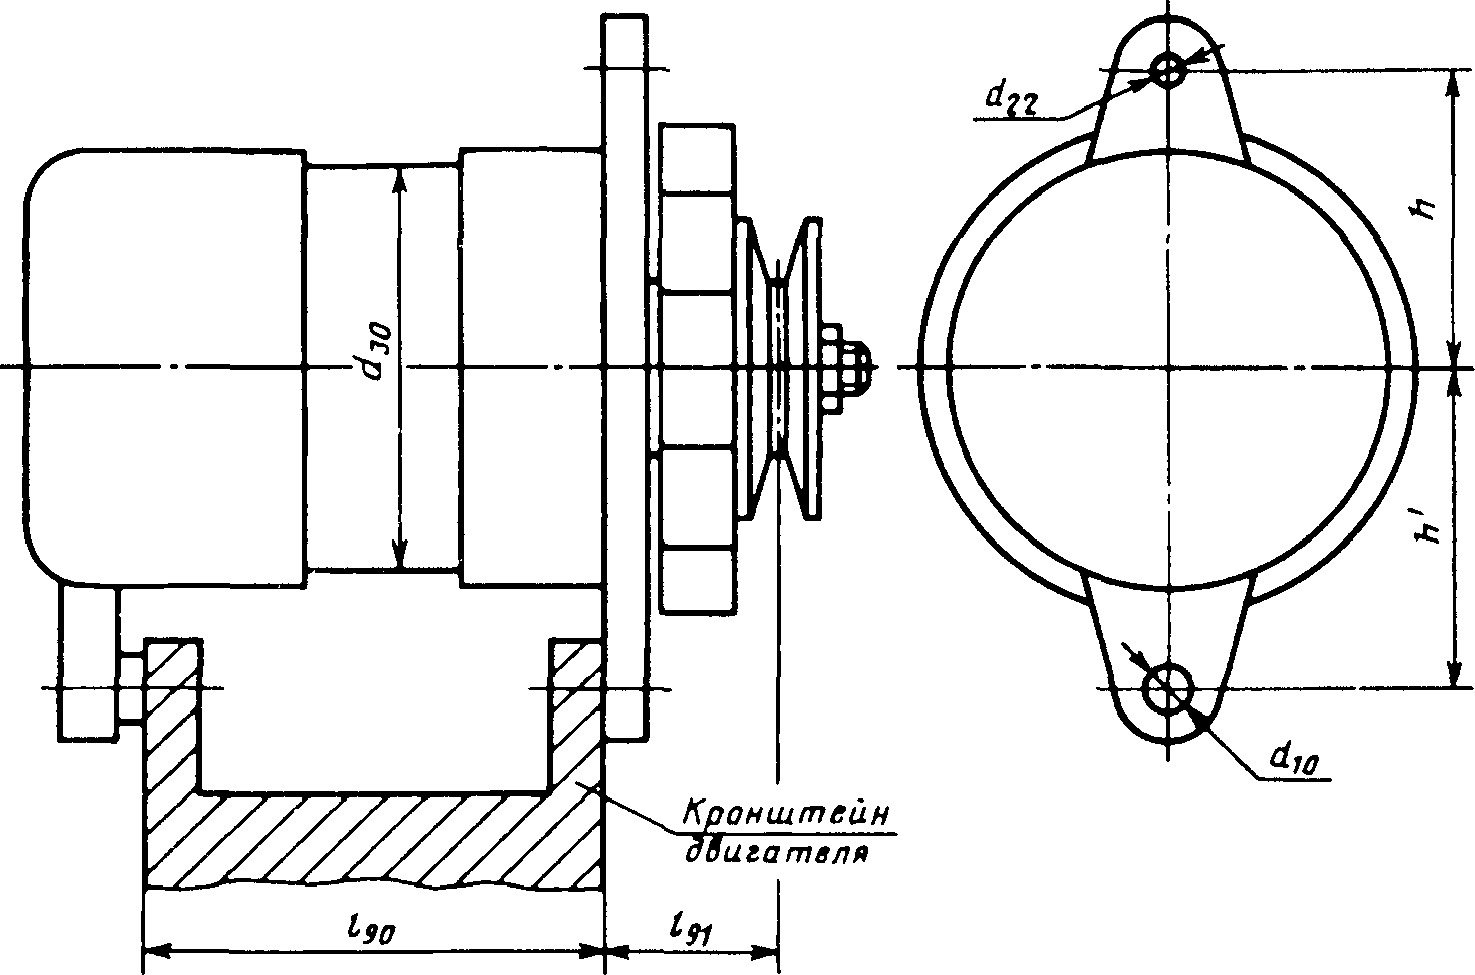 d22
h
d30
h'
d10
Кронштейн
двигателя
l90
l91